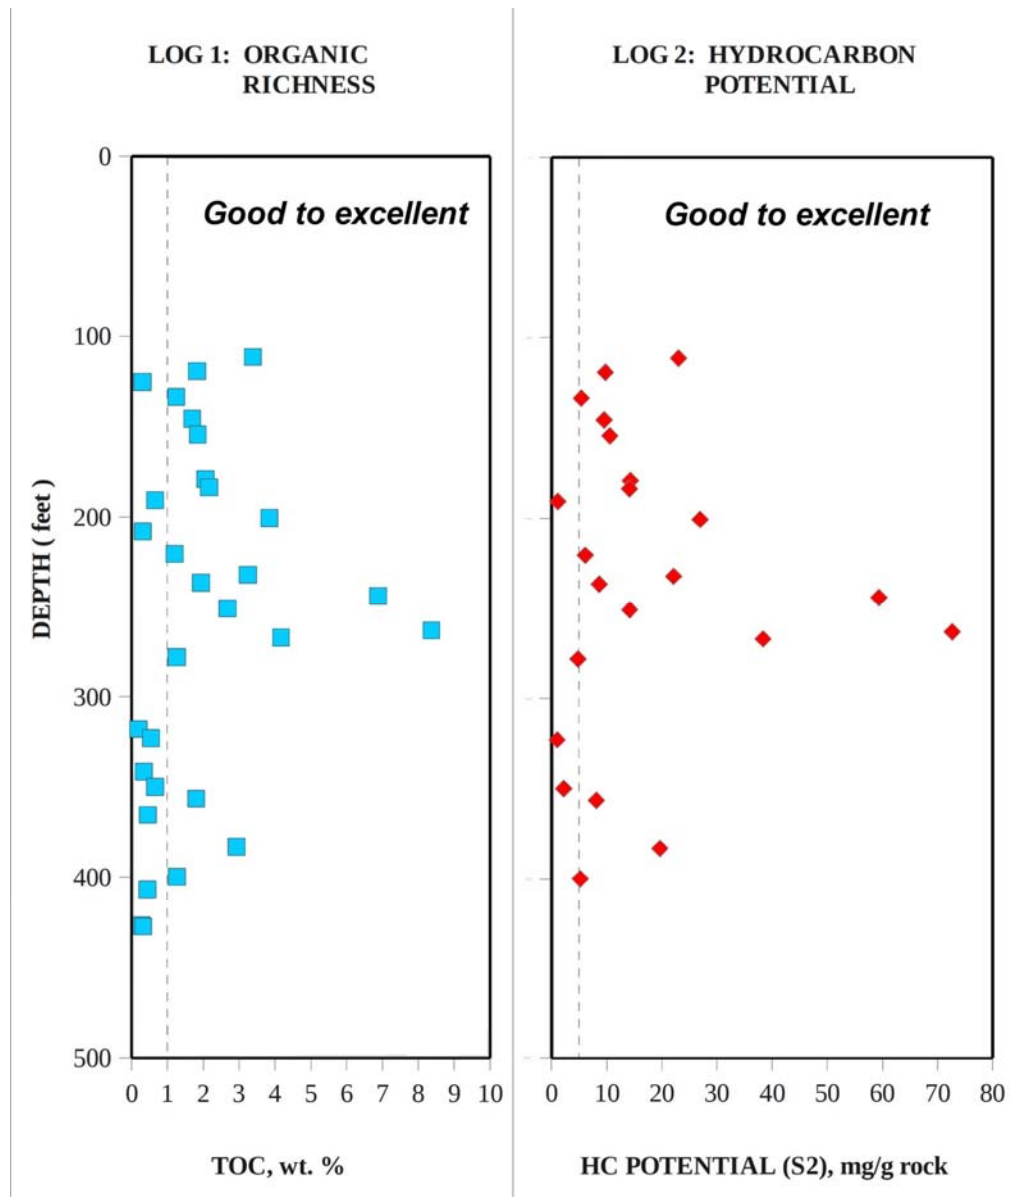 LOG 1: ORGANIC
RICHNESS
LOG 2: HYDROCARBON
POTENTIAL
Good to excellent
Good to excellent
DEPTH ( feet )
0
100
200
300
400
500
0 1 2 3 4 5 6 7 8 9 10
0 10 20 30 40 50 60 70 80
TOC, wt. %
HC POTENTIAL (S2), mg/g rock